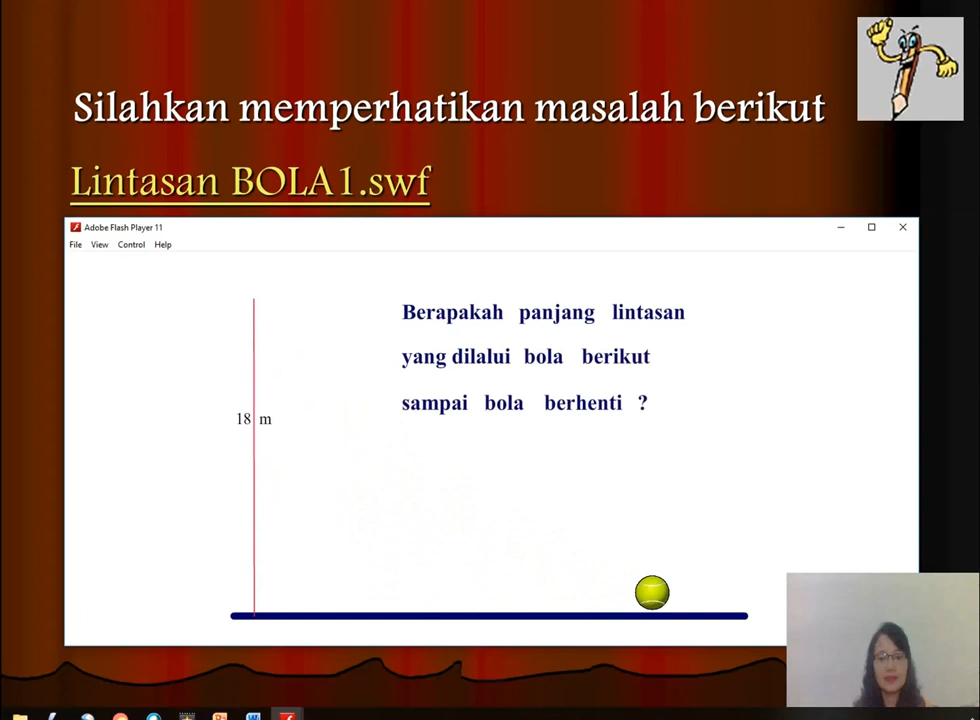 Silahkan memperhatikan masalah berikut
Lintasan BOLA1.swf
Adobe Flash Player 11
File View Control Help
Berapakah panjang lintasan
yang dilalui bola berikut
18 m
sampai bola berhenti ?